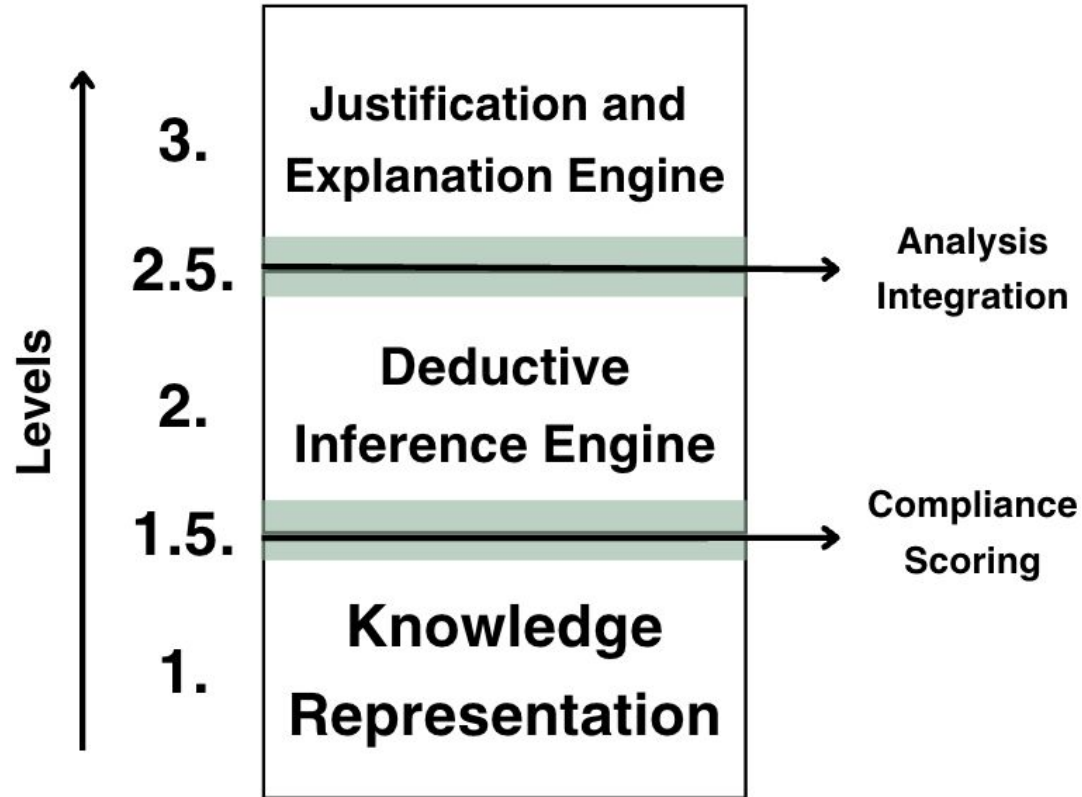 3.
Justification and
Explanation Engine
2.5.
Analysis
Integration
Levels
2.
Deductive
Inference Engine
1.5.
Compliance
Scoring
1.
Knowledge
Representation